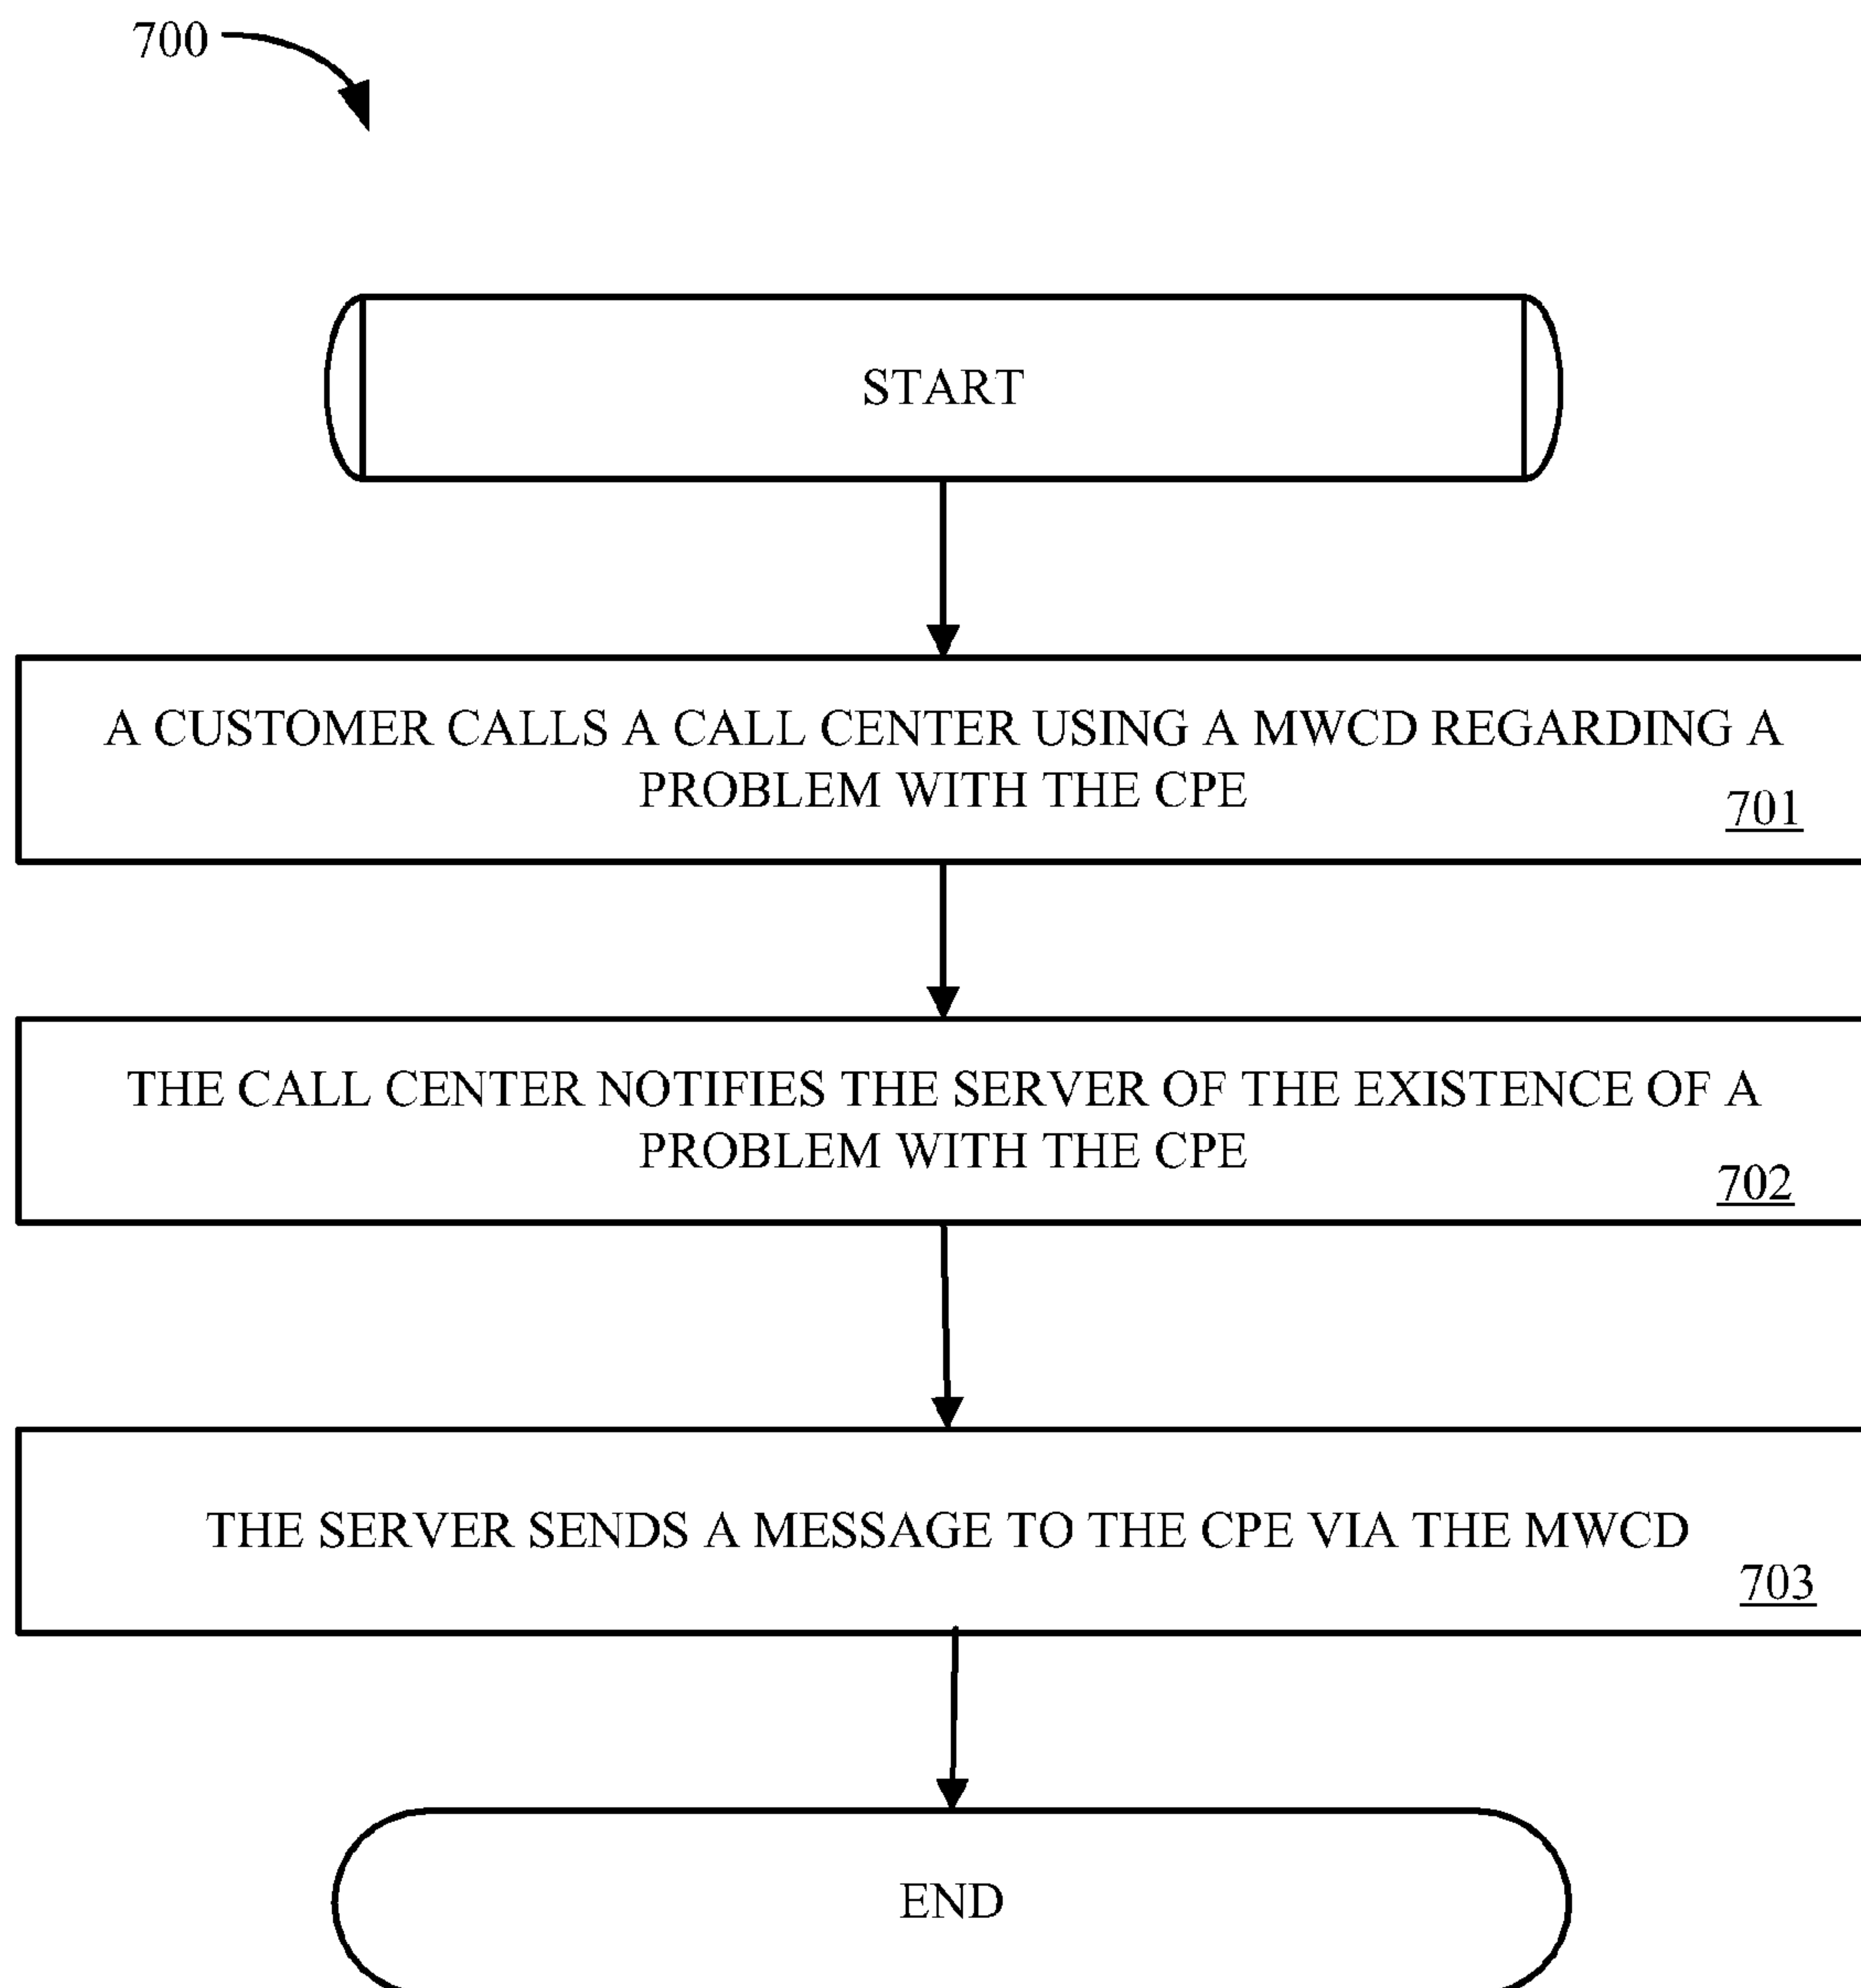 700
START
A CUSTOMER CALLS A CALL CENTER USING A MWCD REGARDING A
PROBLEM WITH THE CPE
701
THE CALL CENTER NOTIFIES THE SERVER OF THE EXISTENCE OF A
PROBLEM WITH THE CPE
702
THE SERVER SENDS A MESSAGE TO THE CPE VIA THE MWCD
703
END